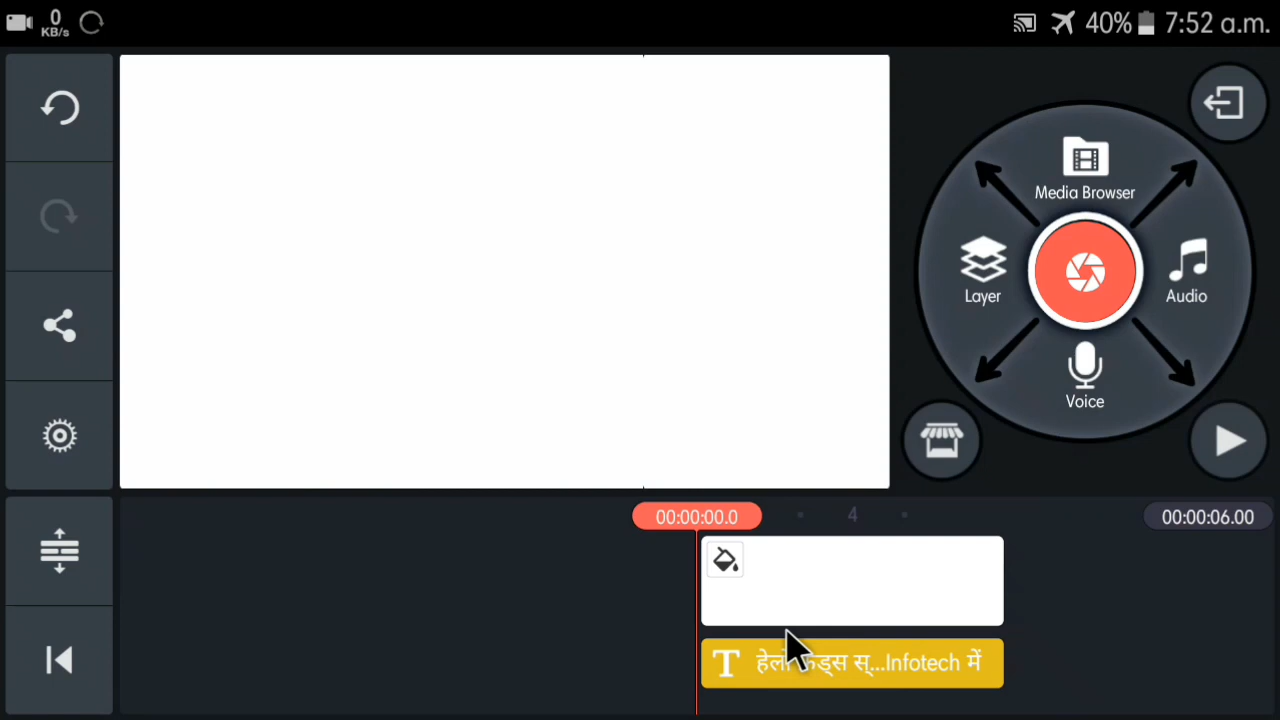 0
KB/s
40% 7:52 a.m.
Media Browser
Layer
Audio
Voice
00:00:00.0
4
00:00:06.00
T स्...Infotech में